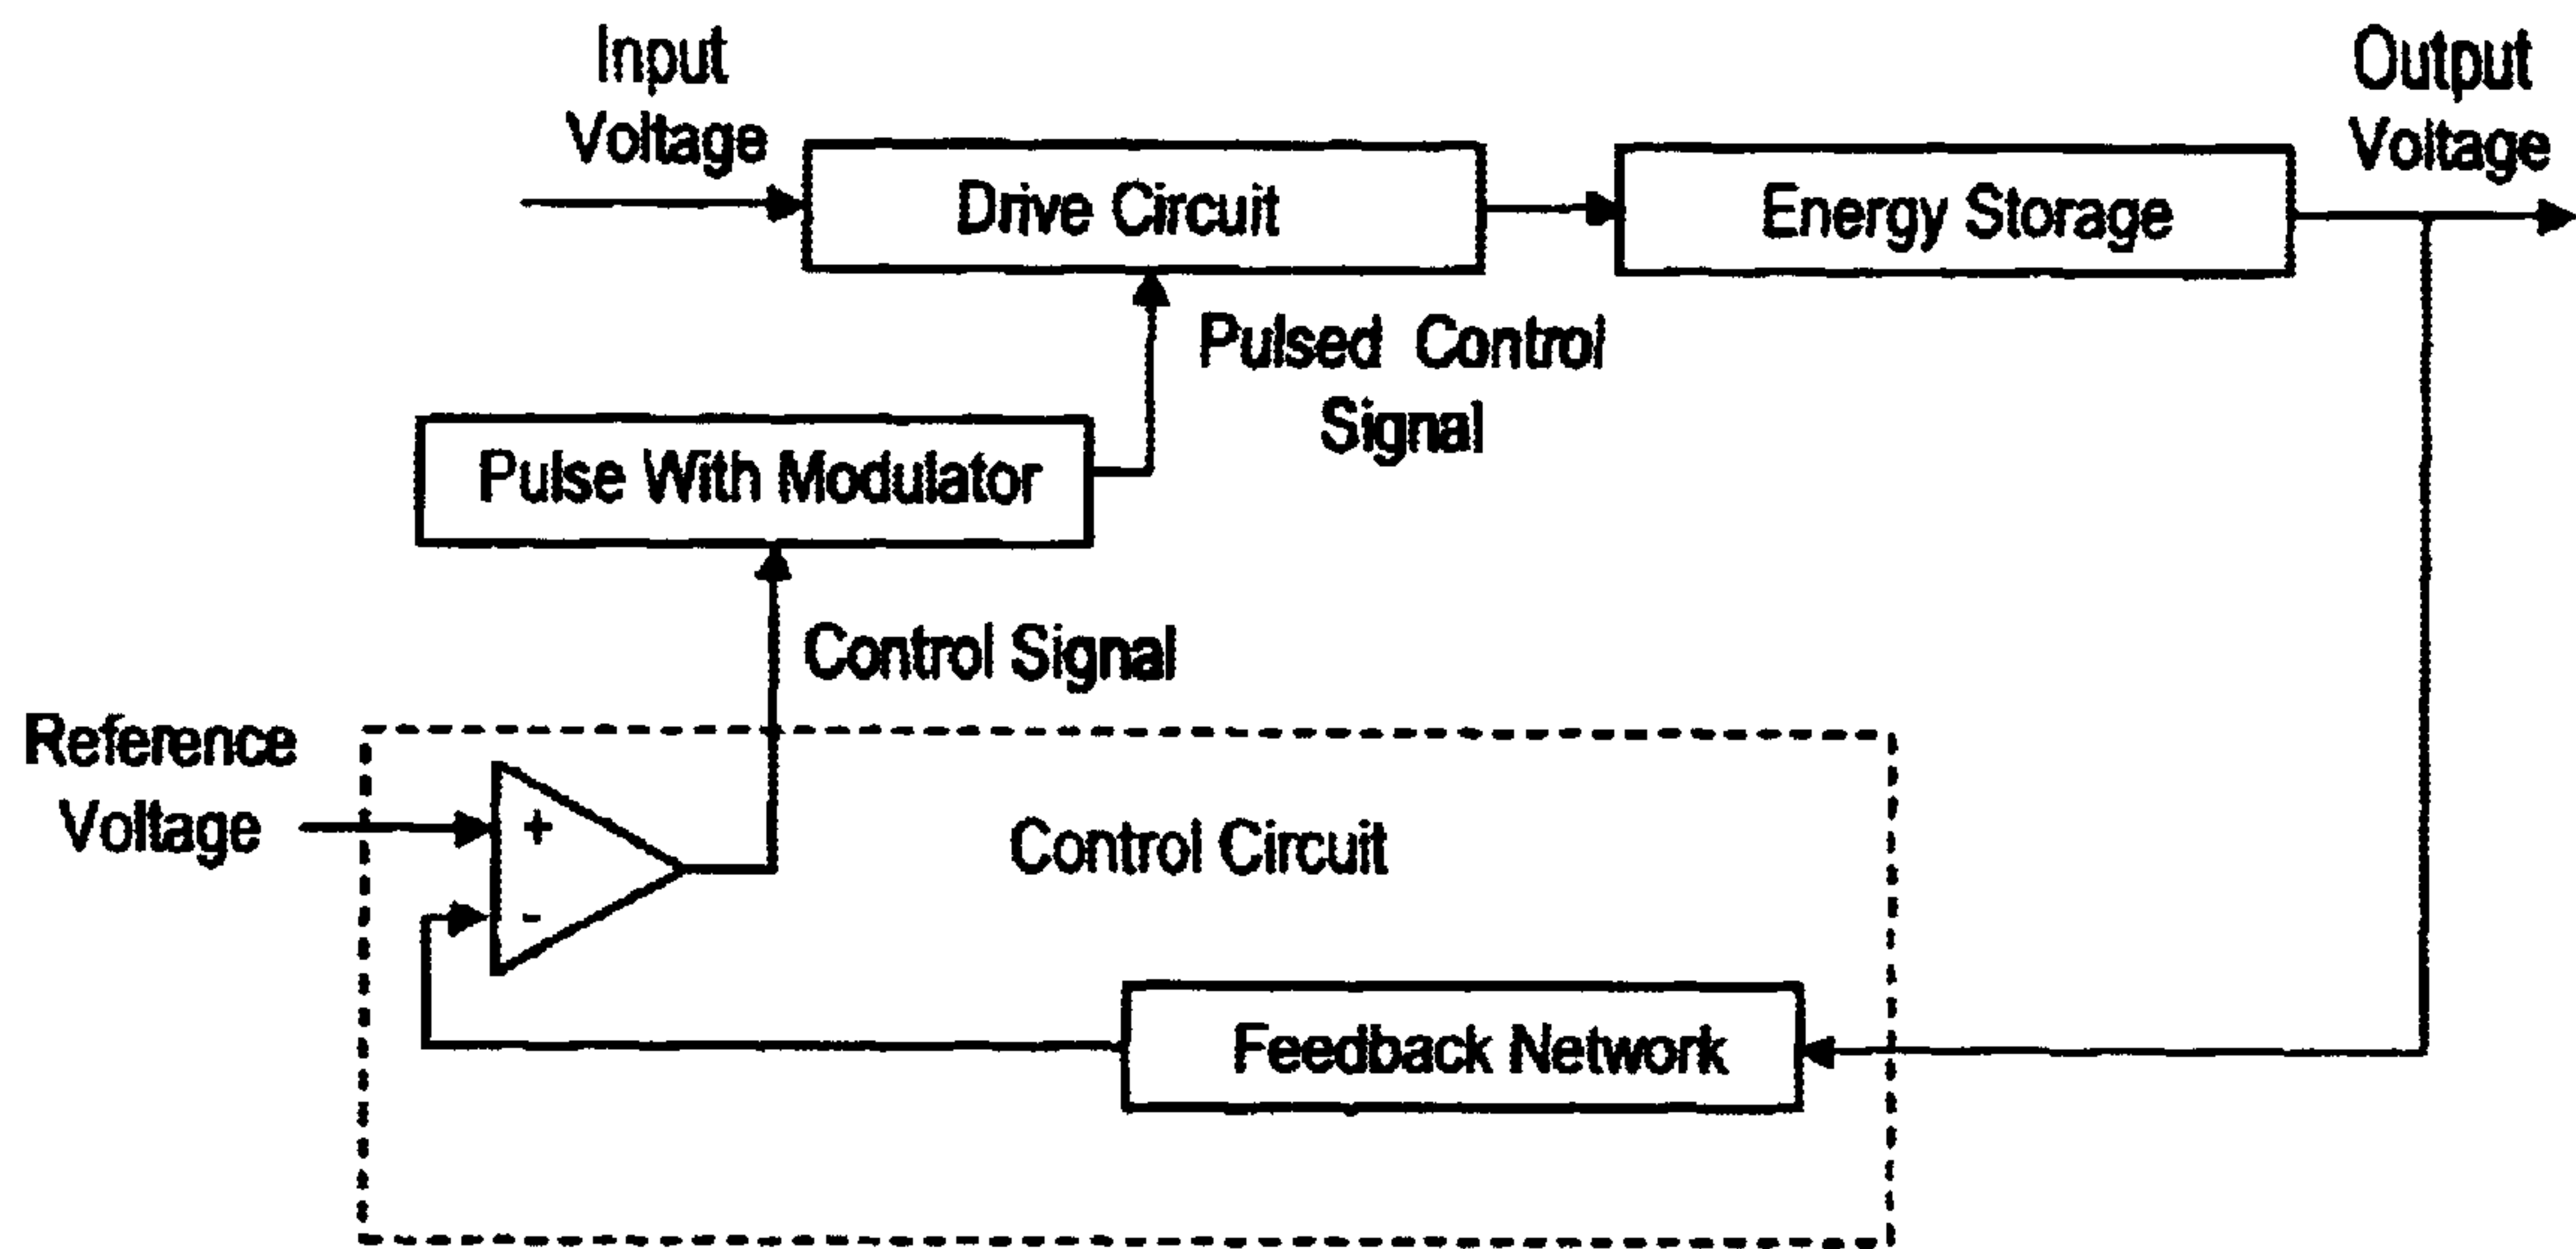 Input
Voltage
Output
Voltage
Drive Circuit
Energy Storage
Pulsed Control
Signal
Pulse With Modulator
Control Signal
Reference
Voltage
+
-
Control Circuit
Feedback Network